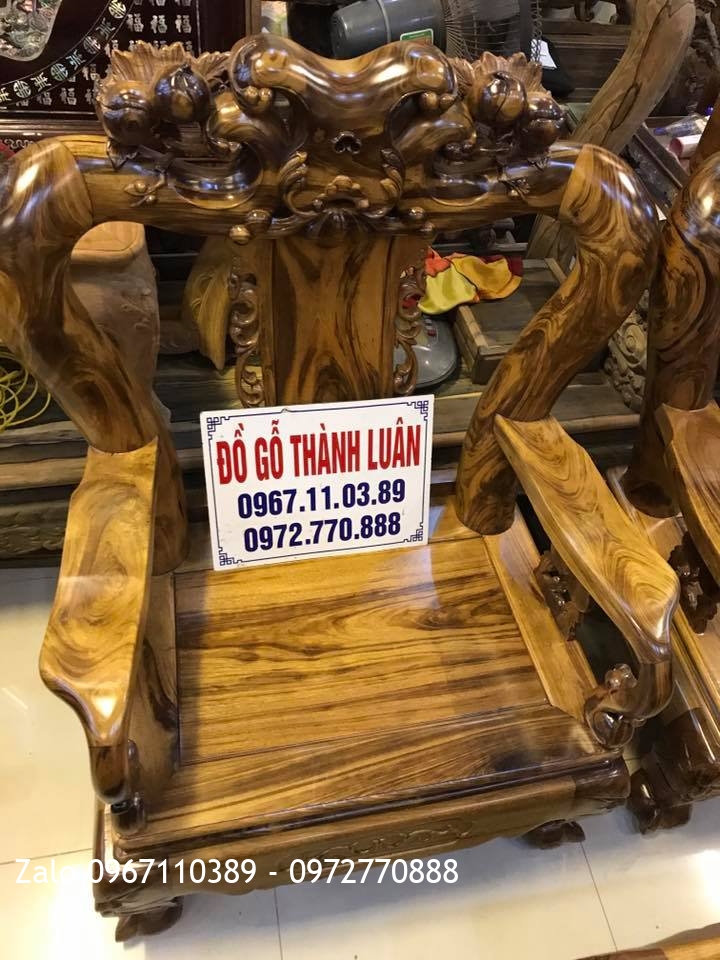 ĐỒ GỖ THÀNH LUÂN
0967.11.03.89
0972.770.888
Zalo 0967110389 - 0972770888